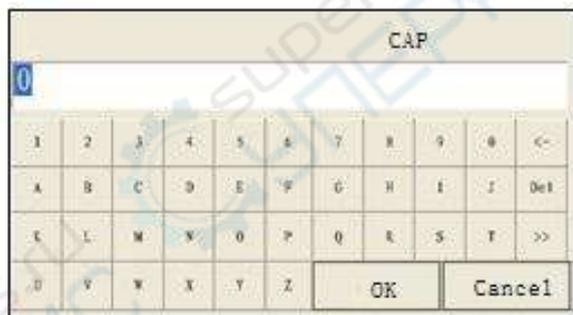 CAP
0
1 2 3 4 5 6 7 8 9 0 <-
A B C D E F G H I J Del
K L M N O P Q R S T >>
U V W X Y Z OK Cancel